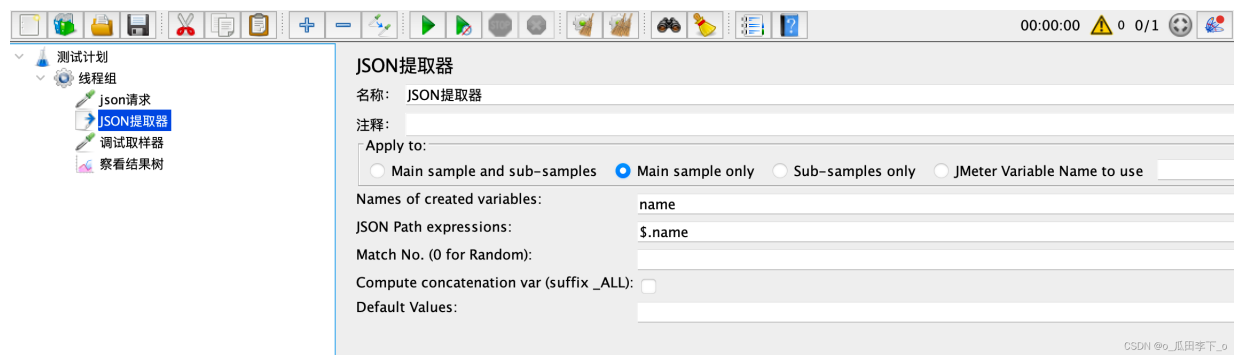 00:00:00 0 0/1
测试计划
线程组
json请求
JSON提取器
调试取样器
察看结果树
JSON提取器
名称: JSON提取器
注释:
Apply to:
Main sample and sub-samples Main sample only Sub-samples only JMeter Variable Name to use
Names of created variables: name
JSON Path expressions: $.name
Match No. (0 for Random):
Compute concatenation var (suffix _ALL):
Default Values:
CSDN @o_瓜田李下_o